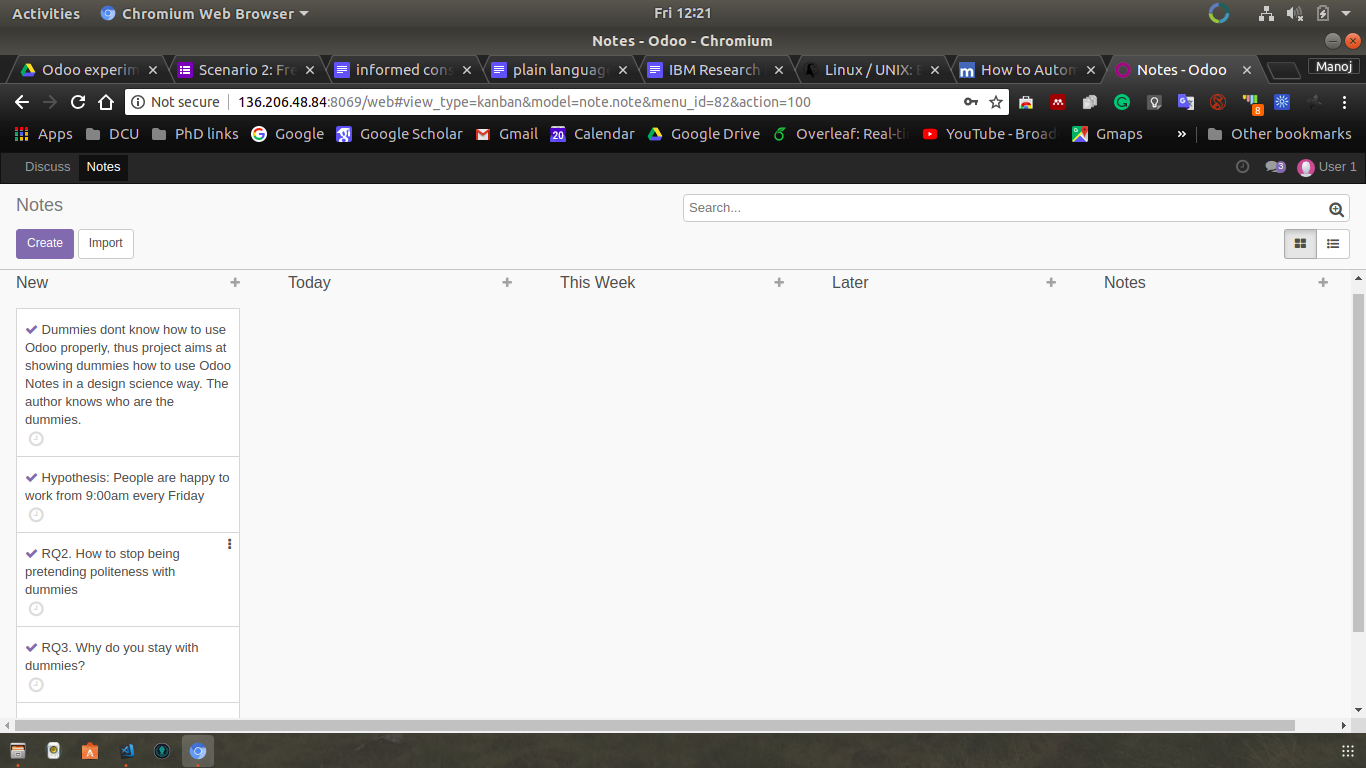 Activities Chromium Web Browser Fri 12:21
Notes - Odoo - Chromium
Odoo experim Scenario 2: Fre informed cons plain language IBM Research Linux / UNIX: E How to Autom Notes - Odoo Manoj
Not secure 136.206.48.84:8069/web#view_type=kanban&model=note.note&menu_id=82&action=100 8
Apps DCU PhD links Google Google Scholar Gmail 20 Calendar Google Drive Overleaf: Real-ti YouTube - Broad Gmaps » Other bookmarks
Discuss Notes 3 User 1
Notes
Search...
Create Import
New Today This Week Later Notes
Dummies dont know how to use
Odoo properly, thus project aims at
showing dummies how to use Odoo
Notes in a design science way. The
author knows who are the
dummies.
Hypothesis: People are happy to
work from 9:00am every Friday
RQ2. How to stop being
pretending politeness with
dummies
RQ3. Why do you stay with
dummies?